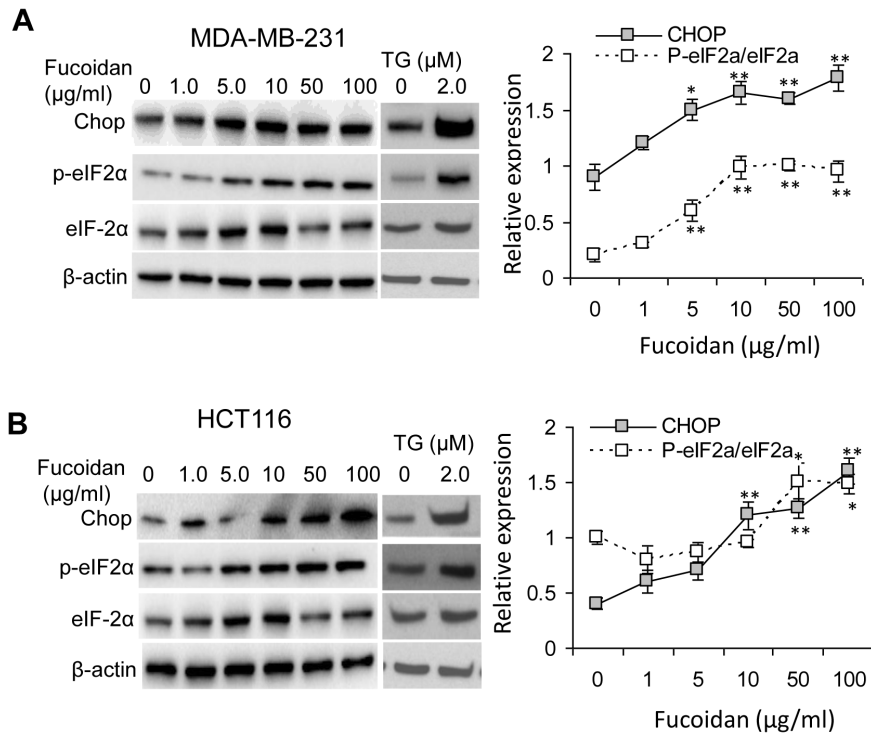 A
MDA-MB-231
Fucoidan
(µg/ml)
0 1.0 5.0 10 50 100
TG (µM)
0 2.0
Chop
p-eIF2α
eIF-2α
β-actin
CHOP
P-eIF2a/eIF2a
Relative expression
2
1.5
1
0.5
0
* ** ** **
** ** ** **
0 1 5 10 50 100
Fucoidan (µg/ml)
B
HCT116
Fucoidan
(µg/ml)
0 1.0 5.0 10 50 100
TG (µM)
0 2.0
Chop
p-eIF2α
eIF-2α
β-actin
CHOP
P-eIF2a/eIF2a
Relative expression
2
1.5
1
0.5
0
** * **
** *
0 1 5 10 50 100
Fucoidan (µg/ml)